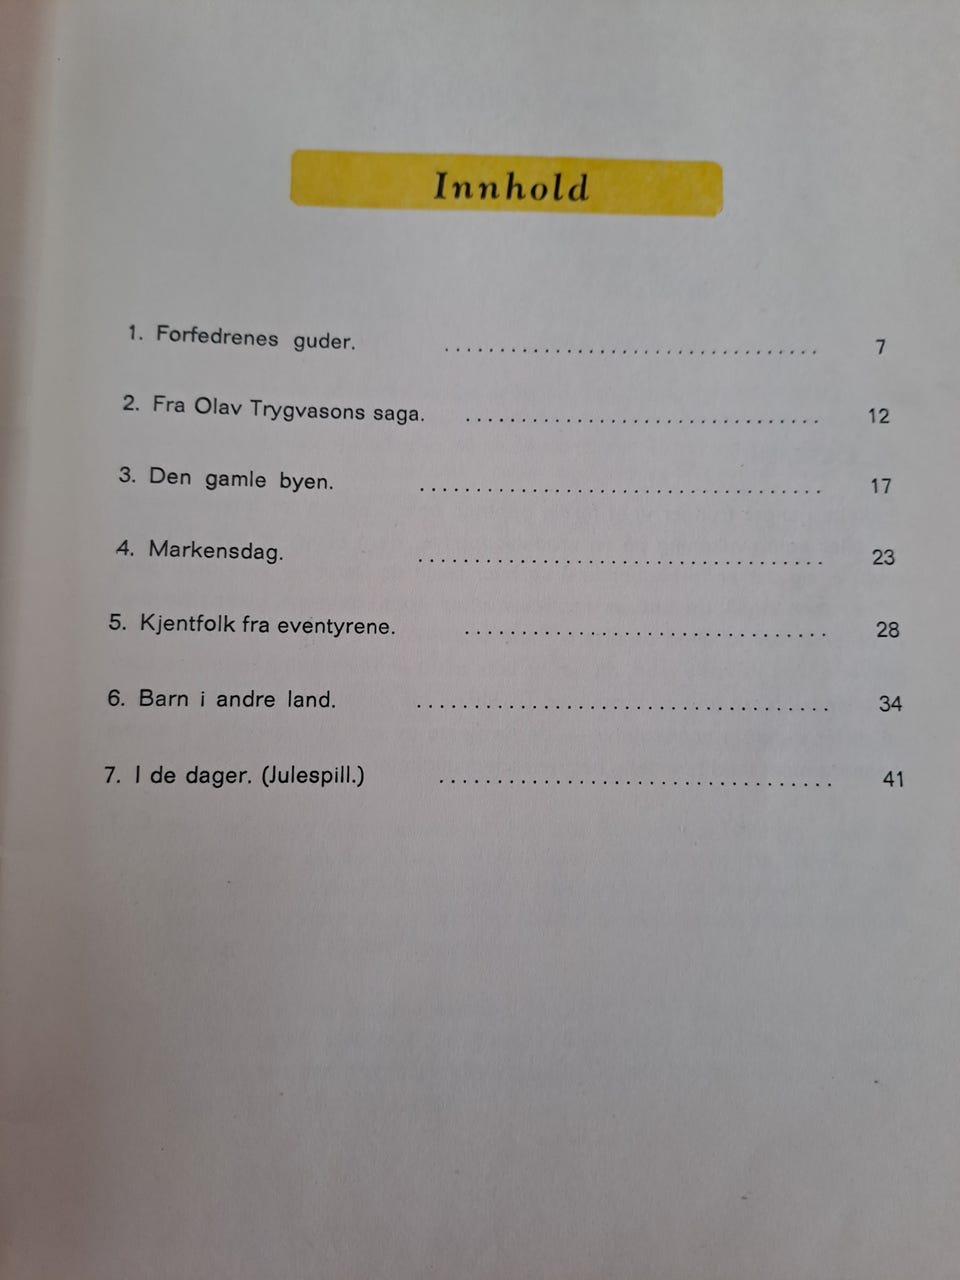 Innhold
1. Forfedrenes guder. .................................. 7
2. Fra Olav Trygvasons saga. ................................ 12
3. Den gamle byen. .................................... 17
4. Markensdag. .................................... 23
5. Kjentfolk fra eventyrene. ................................ 28
6. Barn i andre land. .................................... 34
7. I de dager. (Julespill.) .................................. 41